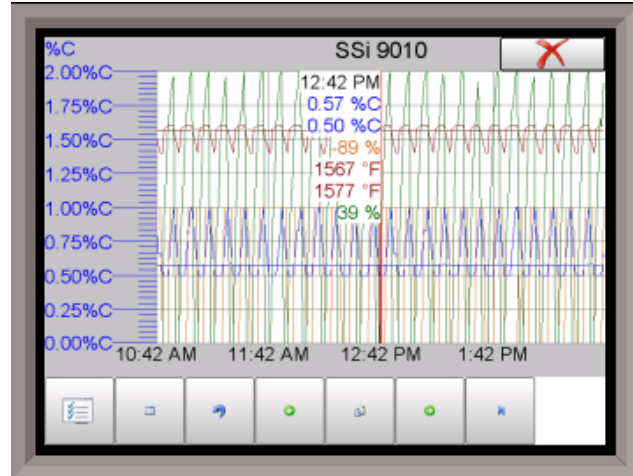 %C
SSi 9010
2.00%C
1.75%C
1.50%C
1.25%C
1.00%C
0.75%C
0.50%C
0.25%C
0.00%C
12:42 PM
0.57 %C
0.50 %C
-89 %
1567 °F
1577 °F
39 %
10:42 AM 11:42 AM 12:42 PM 1:42 PM